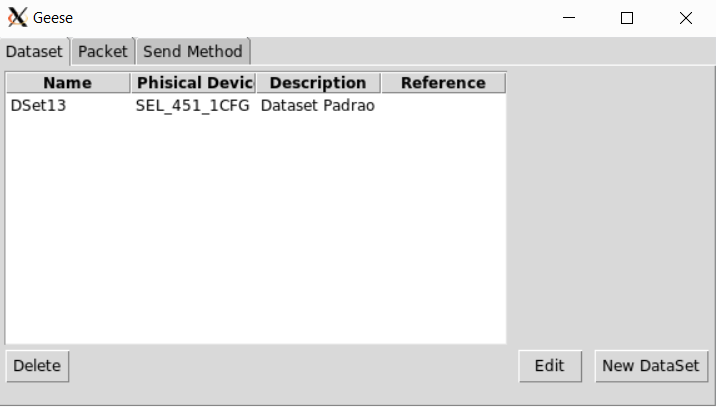 Geese
Dataset Packet Send Method
Name Phisical Devic Description Reference
DSet13 SEL_451_1CFG Dataset Padrao
Delete Edit New DataSet